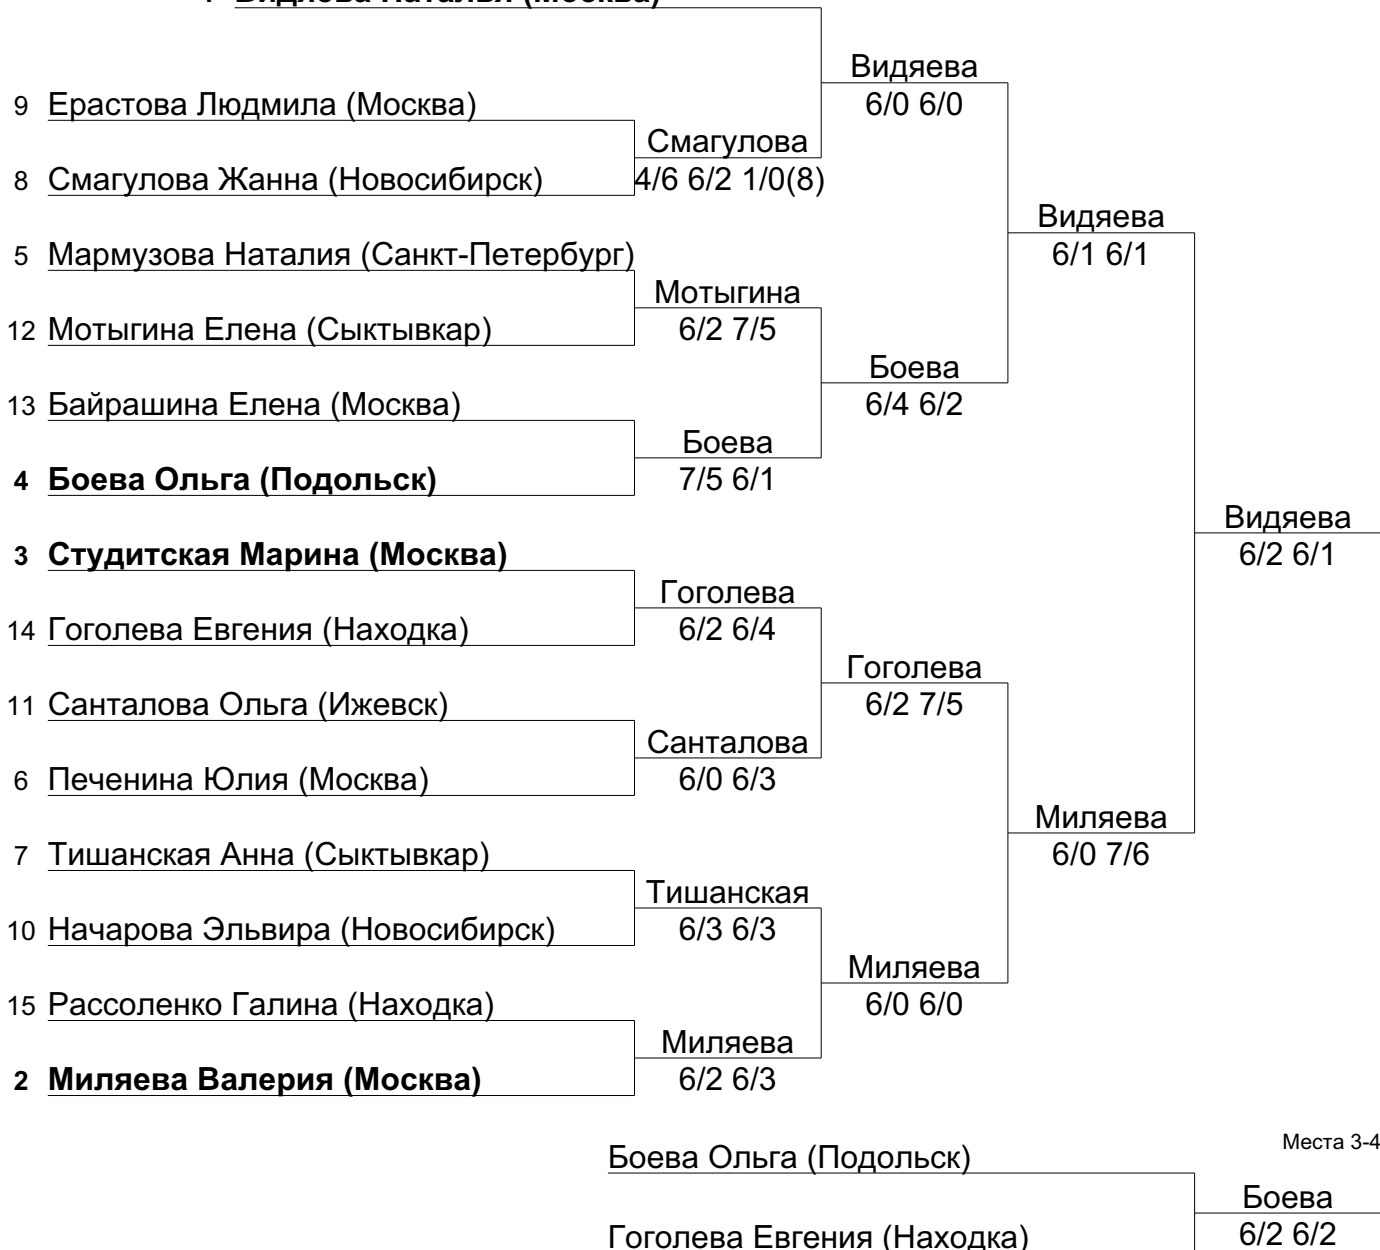 Видяева Наталья (Москва)
Видяева
9 Ерастова Людмила (Москва)
6/0 6/0
Смагулова
8 Смагулова Жанна (Новосибирск)
4/6 6/2 1/0(8)
Видяева
5 Мармузова Наталия (Санкт-Петербург)
6/1 6/1
Мотыгина
12 Мотыгина Елена (Сыктывкар)
6/2 7/5
Боева
13 Байрашина Елена (Москва)
6/4 6/2
Боева
4 Боева Ольга (Подольск)
7/5 6/1
Видяева
3 Студитская Марина (Москва)
6/2 6/1
Гоголева
14 Гоголева Евгения (Находка)
6/2 6/4
Гоголева
11 Санталова Ольга (Ижевск)
6/2 7/5
Санталова
6 Печенина Юлия (Москва)
6/0 6/3
Миляева
7 Тишанская Анна (Сыктывкар)
6/0 7/6
Тишанская
10 Начарова Эльвира (Новосибирск)
6/3 6/3
Миляева
15 Рассоленко Галина (Находка)
6/0 6/0
Миляева
2 Миляева Валерия (Москва)
6/2 6/3
Места 3-4
Боева Ольга (Подольск)
Боева
Гоголева Евгения (Находка)
6/2 6/2